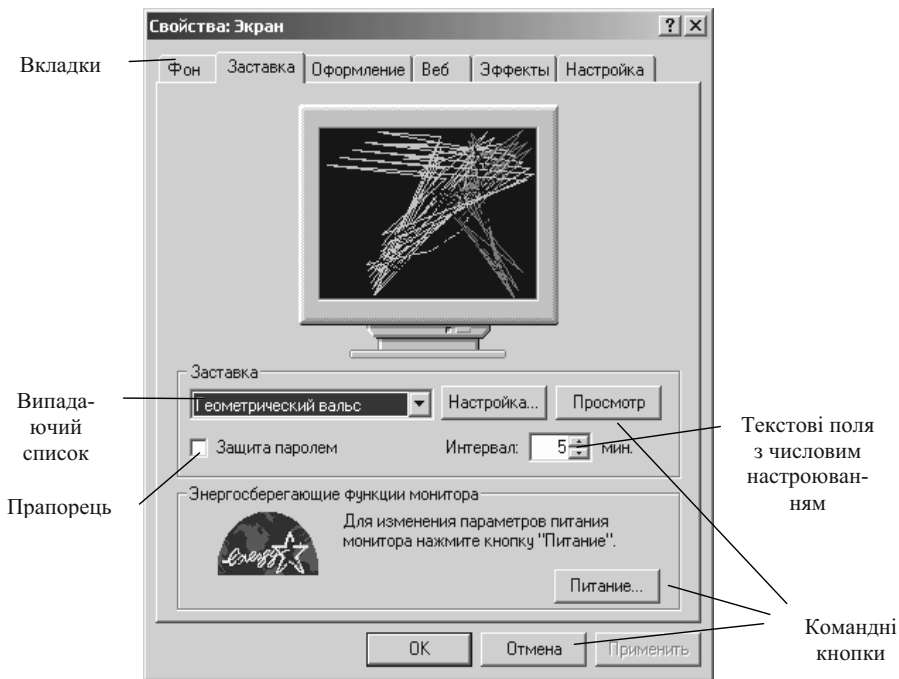 Свойства: Экран
Вкладки
Фон Заставка Оформление Веб Эффекты Настройка
Заставка
Випада-
ючий
список
Геометрический вальс Настройка... Просмотр
Защита паролем Интервал: 5 мин.
Текстові поля
з числовим
настроюван-
ням
Прапорець
Энергосберегающие функции монитора
energy
Для изменения параметров питания
монитора нажмите кнопку "Питание".
Питание...
Командні
кнопки
OK Отмена Применить